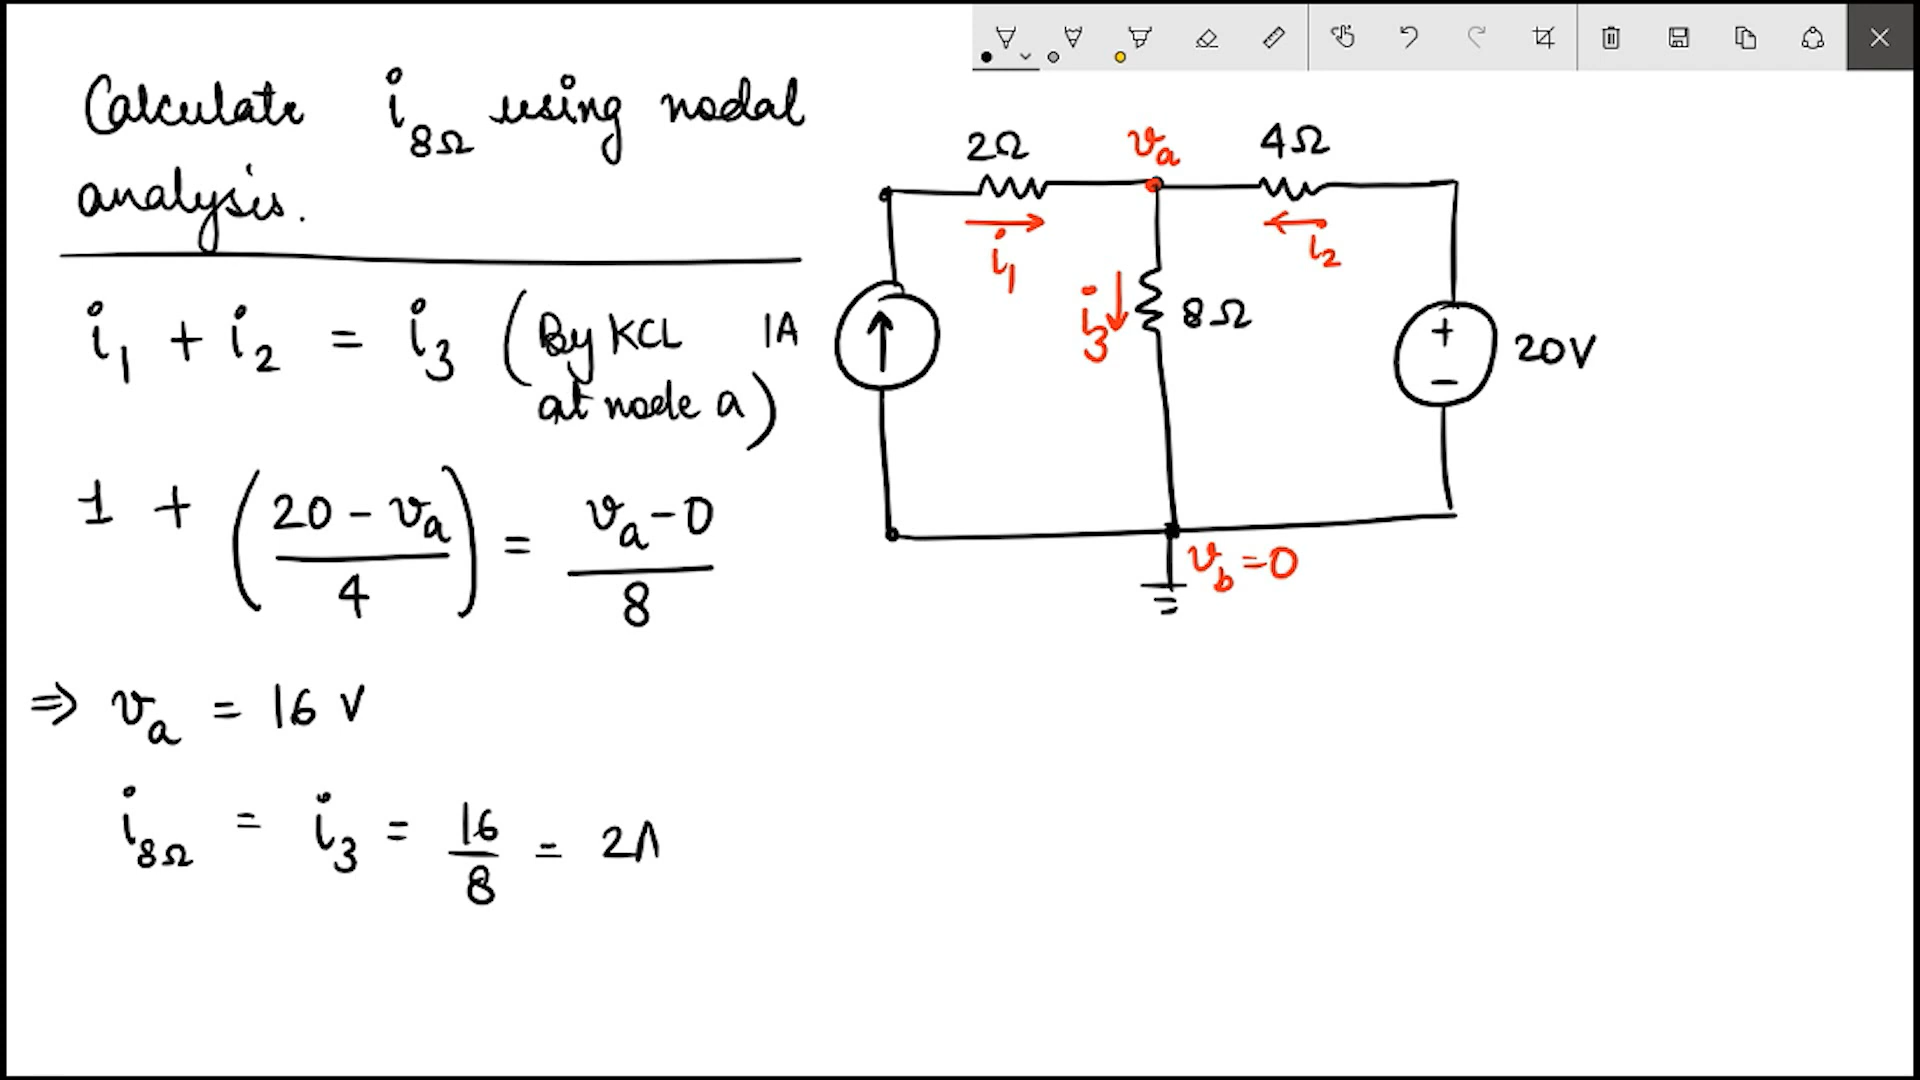 Calculate i8Ω using nodal
analysis.
i1 + i2 = i3 (By KCL
at node a)
1 + (20 - va / 4) = va - 0 / 8
⇒ va = 16 V
i8Ω = i3 = 16/8 = 2A
2Ω va 4Ω
i1 i2
i3 8Ω
1A + - 20V
vb = 0